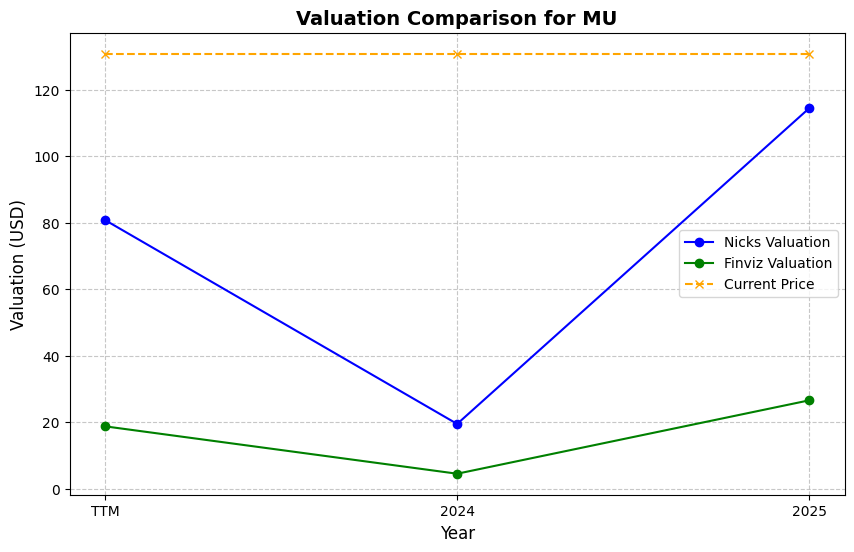 Valuation Comparison for MU
Valuation (USD)
120
100
80
60
40
20
0
Nicks Valuation
Finviz Valuation
Current Price
TTM 2024 2025
Year